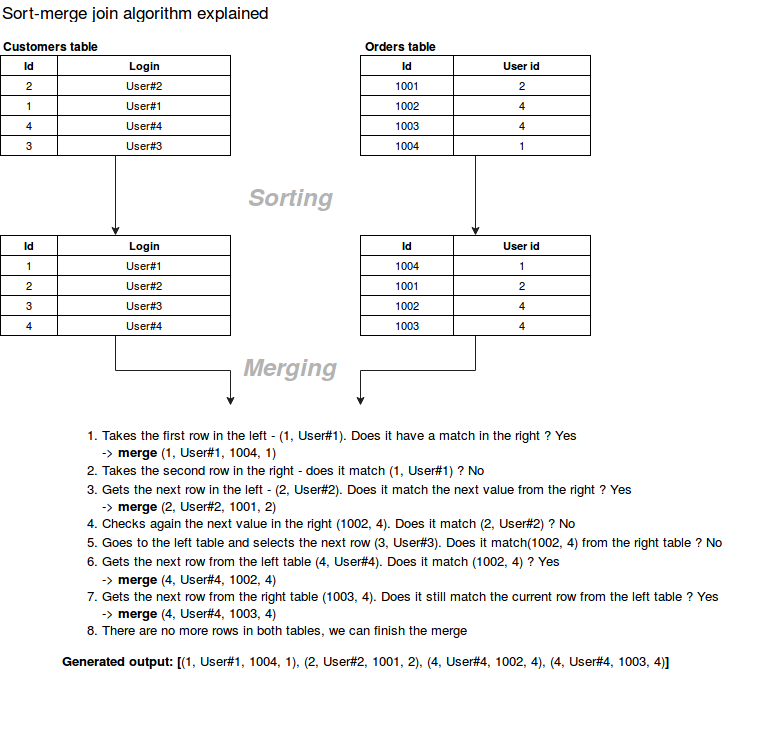 Sort-merge join algorithm explained
Customers table
Id Login
2 User#2
1 User#1
4 User#4
3 User#3
Orders table
Id User id
1001 2
1002 4
1003 4
1004 1
Sorting
Id Login
1 User#1
2 User#2
3 User#3
4 User#4
Id User id
1004 1
1001 2
1002 4
1003 4
Merging
1. Takes the first row in the left - (1, User#1). Does it have a match in the right ? Yes
-> merge (1, User#1, 1004, 1)
2. Takes the second row in the right - does it match (1, User#1) ? No
3. Gets the next row in the left - (2, User#2). Does it match the next value from the right ? Yes
-> merge (2, User#2, 1001, 2)
4. Checks again the next value in the right (1002, 4). Does it match (2, User#2) ? No
5. Goes to the left table and selects the next row (3, User#3). Does it match(1002, 4) from the right table ? No
6. Gets the next row from the left table (4, User#4). Does it match (1002, 4) ? Yes
-> merge (4, User#4, 1002, 4)
7. Gets the next row from the right table (1003, 4). Does it still match the current row from the left table ? Yes
-> merge (4, User#4, 1003, 4)
8. There are no more rows in both tables, we can finish the merge
Generated output: [(1, User#1, 1004, 1), (2, User#2, 1001, 2), (4, User#4, 1002, 4), (4, User#4, 1003, 4)]